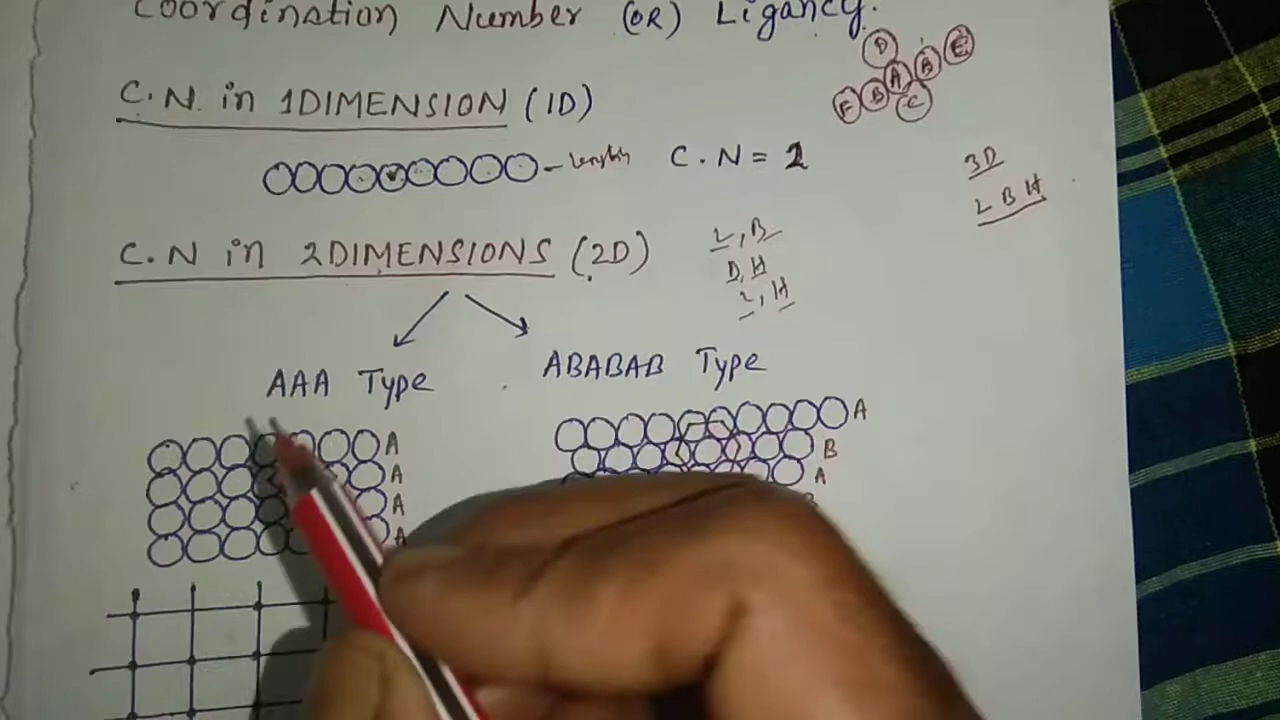 Coordination Number (OR) Ligancy.
D
A
B
E
F
B
C
C.N. in 1DIMENSION (1D)
length
C.N = 2
3D
L B H
C.N in 2DIMENSIONS (2D)
L, B
B, H
L, H
AAA Type
ABABAB Type
A
A
A
A
A
B
A
B